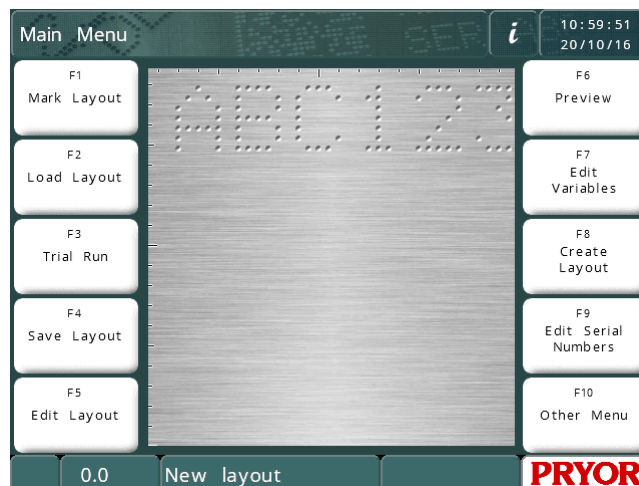 Main Menu
i
10:59:51
20/10/16
F1
Mark Layout
F2
Load Layout
F3
Trial Run
F4
Save Layout
F5
Edit Layout
ABC123
F6
Preview
F7
Edit
Variables
F8
Create
Layout
F9
Edit Serial
Numbers
F10
Other Menu
0.0
New layout
PRYOR